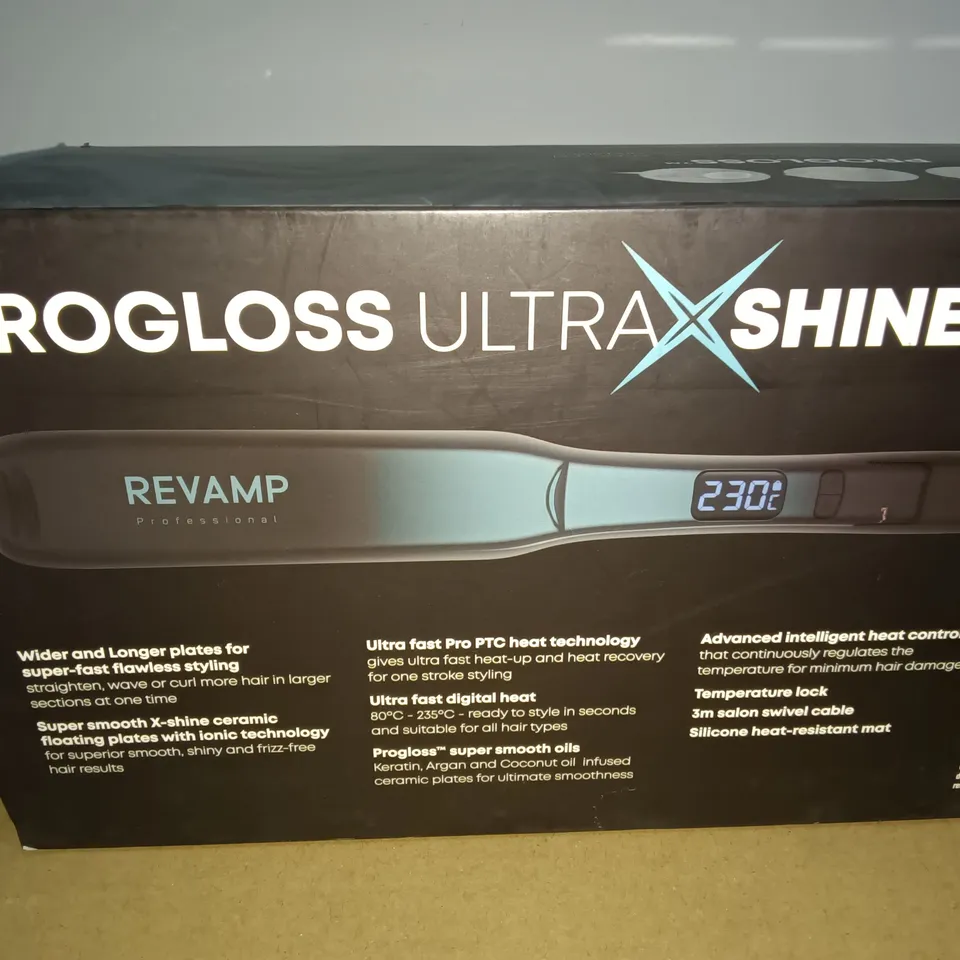 PROGLOSS™
ROGLOSS ULTRA X SHINE
REVAMP
Professional
230°C
Wider and Longer plates for
super-fast flawless styling
straighten, wave or curl more hair in larger
sections at one time
Super smooth X-shine ceramic
floating plates with ionic technology
for superior smooth, shiny and frizz-free
hair results
Ultra fast Pro PTC heat technology
gives ultra fast heat-up and heat recovery
for one stroke styling
Ultra fast digital heat
80°C - 235°C - ready to style in seconds
and suitable for all hair types
Progloss™ super smooth oils
Keratin, Argan and Coconut oil infused
ceramic plates for ultimate smoothness
Advanced intelligent heat contro
that continuously regulates the
temperature for minimum hair damage
Temperature lock
3m salon swivel cable
Silicone heat-resistant mat